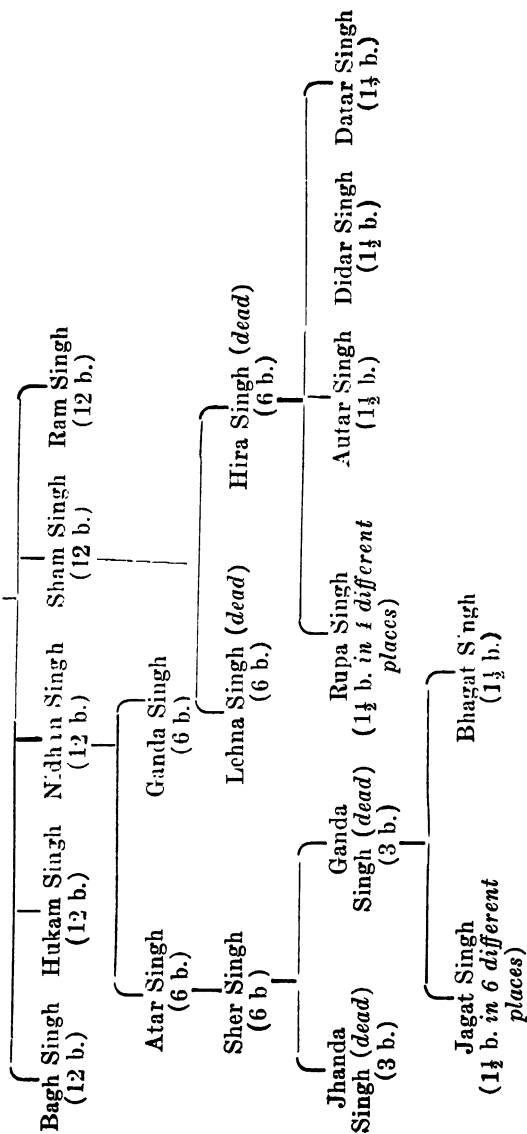 Bagh Singh
(12 b.)
Hukam Singh
(12 b.)
Nidhan Singh
(12 b.)
Sham Singh
(12 b.)
Ram Singh
(12 b.)
Atar Singh
(6 b.)
Ganda Singh
(6 b.)
Lehna Singh (dead)
(6 b.)
Hira Singh (dead)
(6 b.)
Sher Singh
(6 b)
Rupa Singh
(1½ b. in 4 different
places)
Autar Singh
(1½ b.)
Didar Singh
(1½ b.)
Datar Singh
(1½ b.)
Jhanda
Singh (dead)
(3 b.)
Ganda
Singh (dead)
(3 b.)
Jagat Singh
(1½ b. in 6 different
places)
Bhagat Singh
(1½ b.)